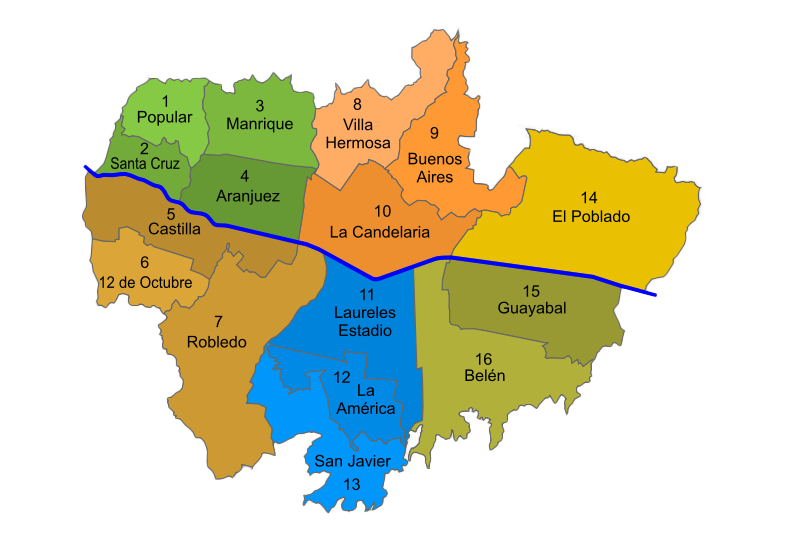 1
Popular
2
Santa Cruz
3
Manrique
4
Aranjuez
5
Castilla
6
12 de Octubre
7
Robledo
8
Villa
Hermosa
9
Buenos
Aires
10
La Candelaria
11
Laureles
Estadio
12
La
América
San Javier
13
14
El Poblado
15
Guayabal
16
Belén